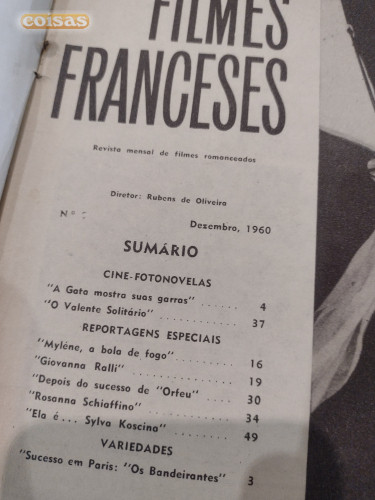 coisas
FILMES
FRANCESES
Revista mensal de filmes romanceados
Diretor: Rubens de Oliveira
N.º
Dezembro, 1960
SUMÁRIO
CINE-FOTONOVELAS
"A Gata mostra suas garras" ...... 4
"O Valente Solitário" ...... 37
REPORTAGENS ESPECIAIS
"Mylène, a bola de fogo" ...... 16
"Giovanna Ralli" ...... 19
"Depois do sucesso de "Orfeu" .... 30
"Rosanna Schiaffino" ...... 34
"Ela é... Sylva Koscina" ...... 49
VARIEDADES
"Sucesso em Paris: "Os Bandeirantes" 3